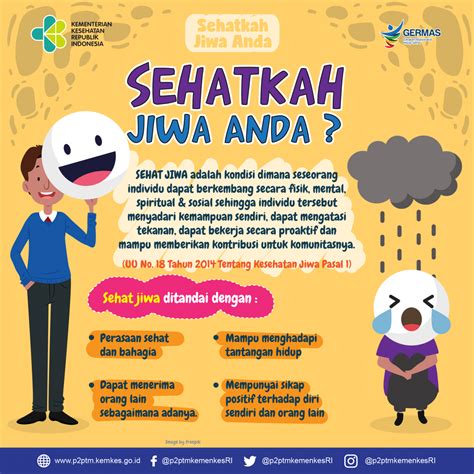 KEMENTERIAN
KESEHATAN
REPUBLIK
INDONESIA
Sehatkah
Jiwa Anda
GERMAS
SEHATKAH
JIWA ANDA ?
SEHAT JIWA adalah kondisi dimana seseorang
individu dapat berkembang secara fisik, mental,
spiritual & sosial sehingga individu tersebut
menyadari kemampuan sendiri, dapat mengatasi
tekanan, dapat bekerja secara proaktif dan
mampu memberikan kontribusi untuk komunitasnya.
(UU No. 18 Tahun 2014 Tentang Kesehatan Jiwa Pasal 1)
Sehat jiwa ditandai dengan :
• Perasaan sehat
dan bahagia
• Mampu menghadapi
tantangan hidup
• Dapat menerima
orang lain
sebagaimana adanya.
• Mempunyai sikap
positif terhadap diri
sendiri dan orang lain
Image by Freepik
www.p2ptm.kemkes.go.id
@p2ptmkemenkesRI
@p2ptmkemenkesRI
@p2ptmkemenkesRI